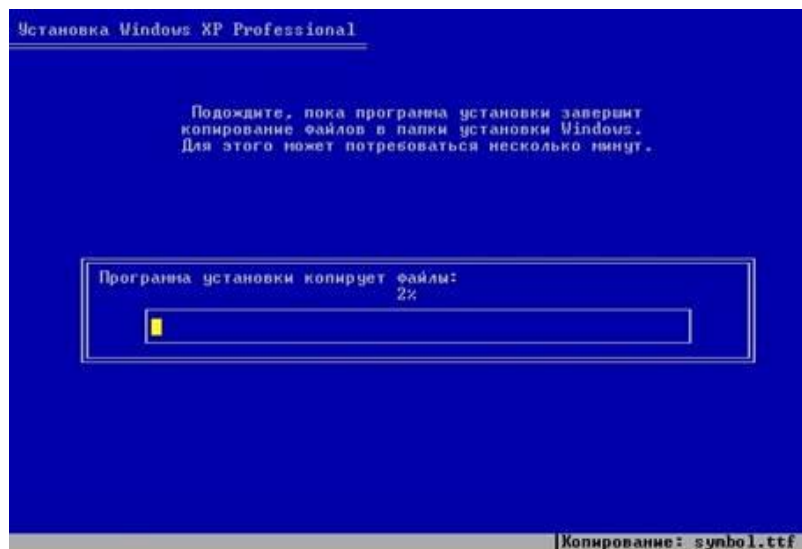 Установка Windows XP Professional
Подождите, пока программа установки завершит
копирование файлов в папки установки Windows.
Для этого может потребоваться несколько минут.
Программа установки копирует файлы:
2%
Копирование: symbol.ttf